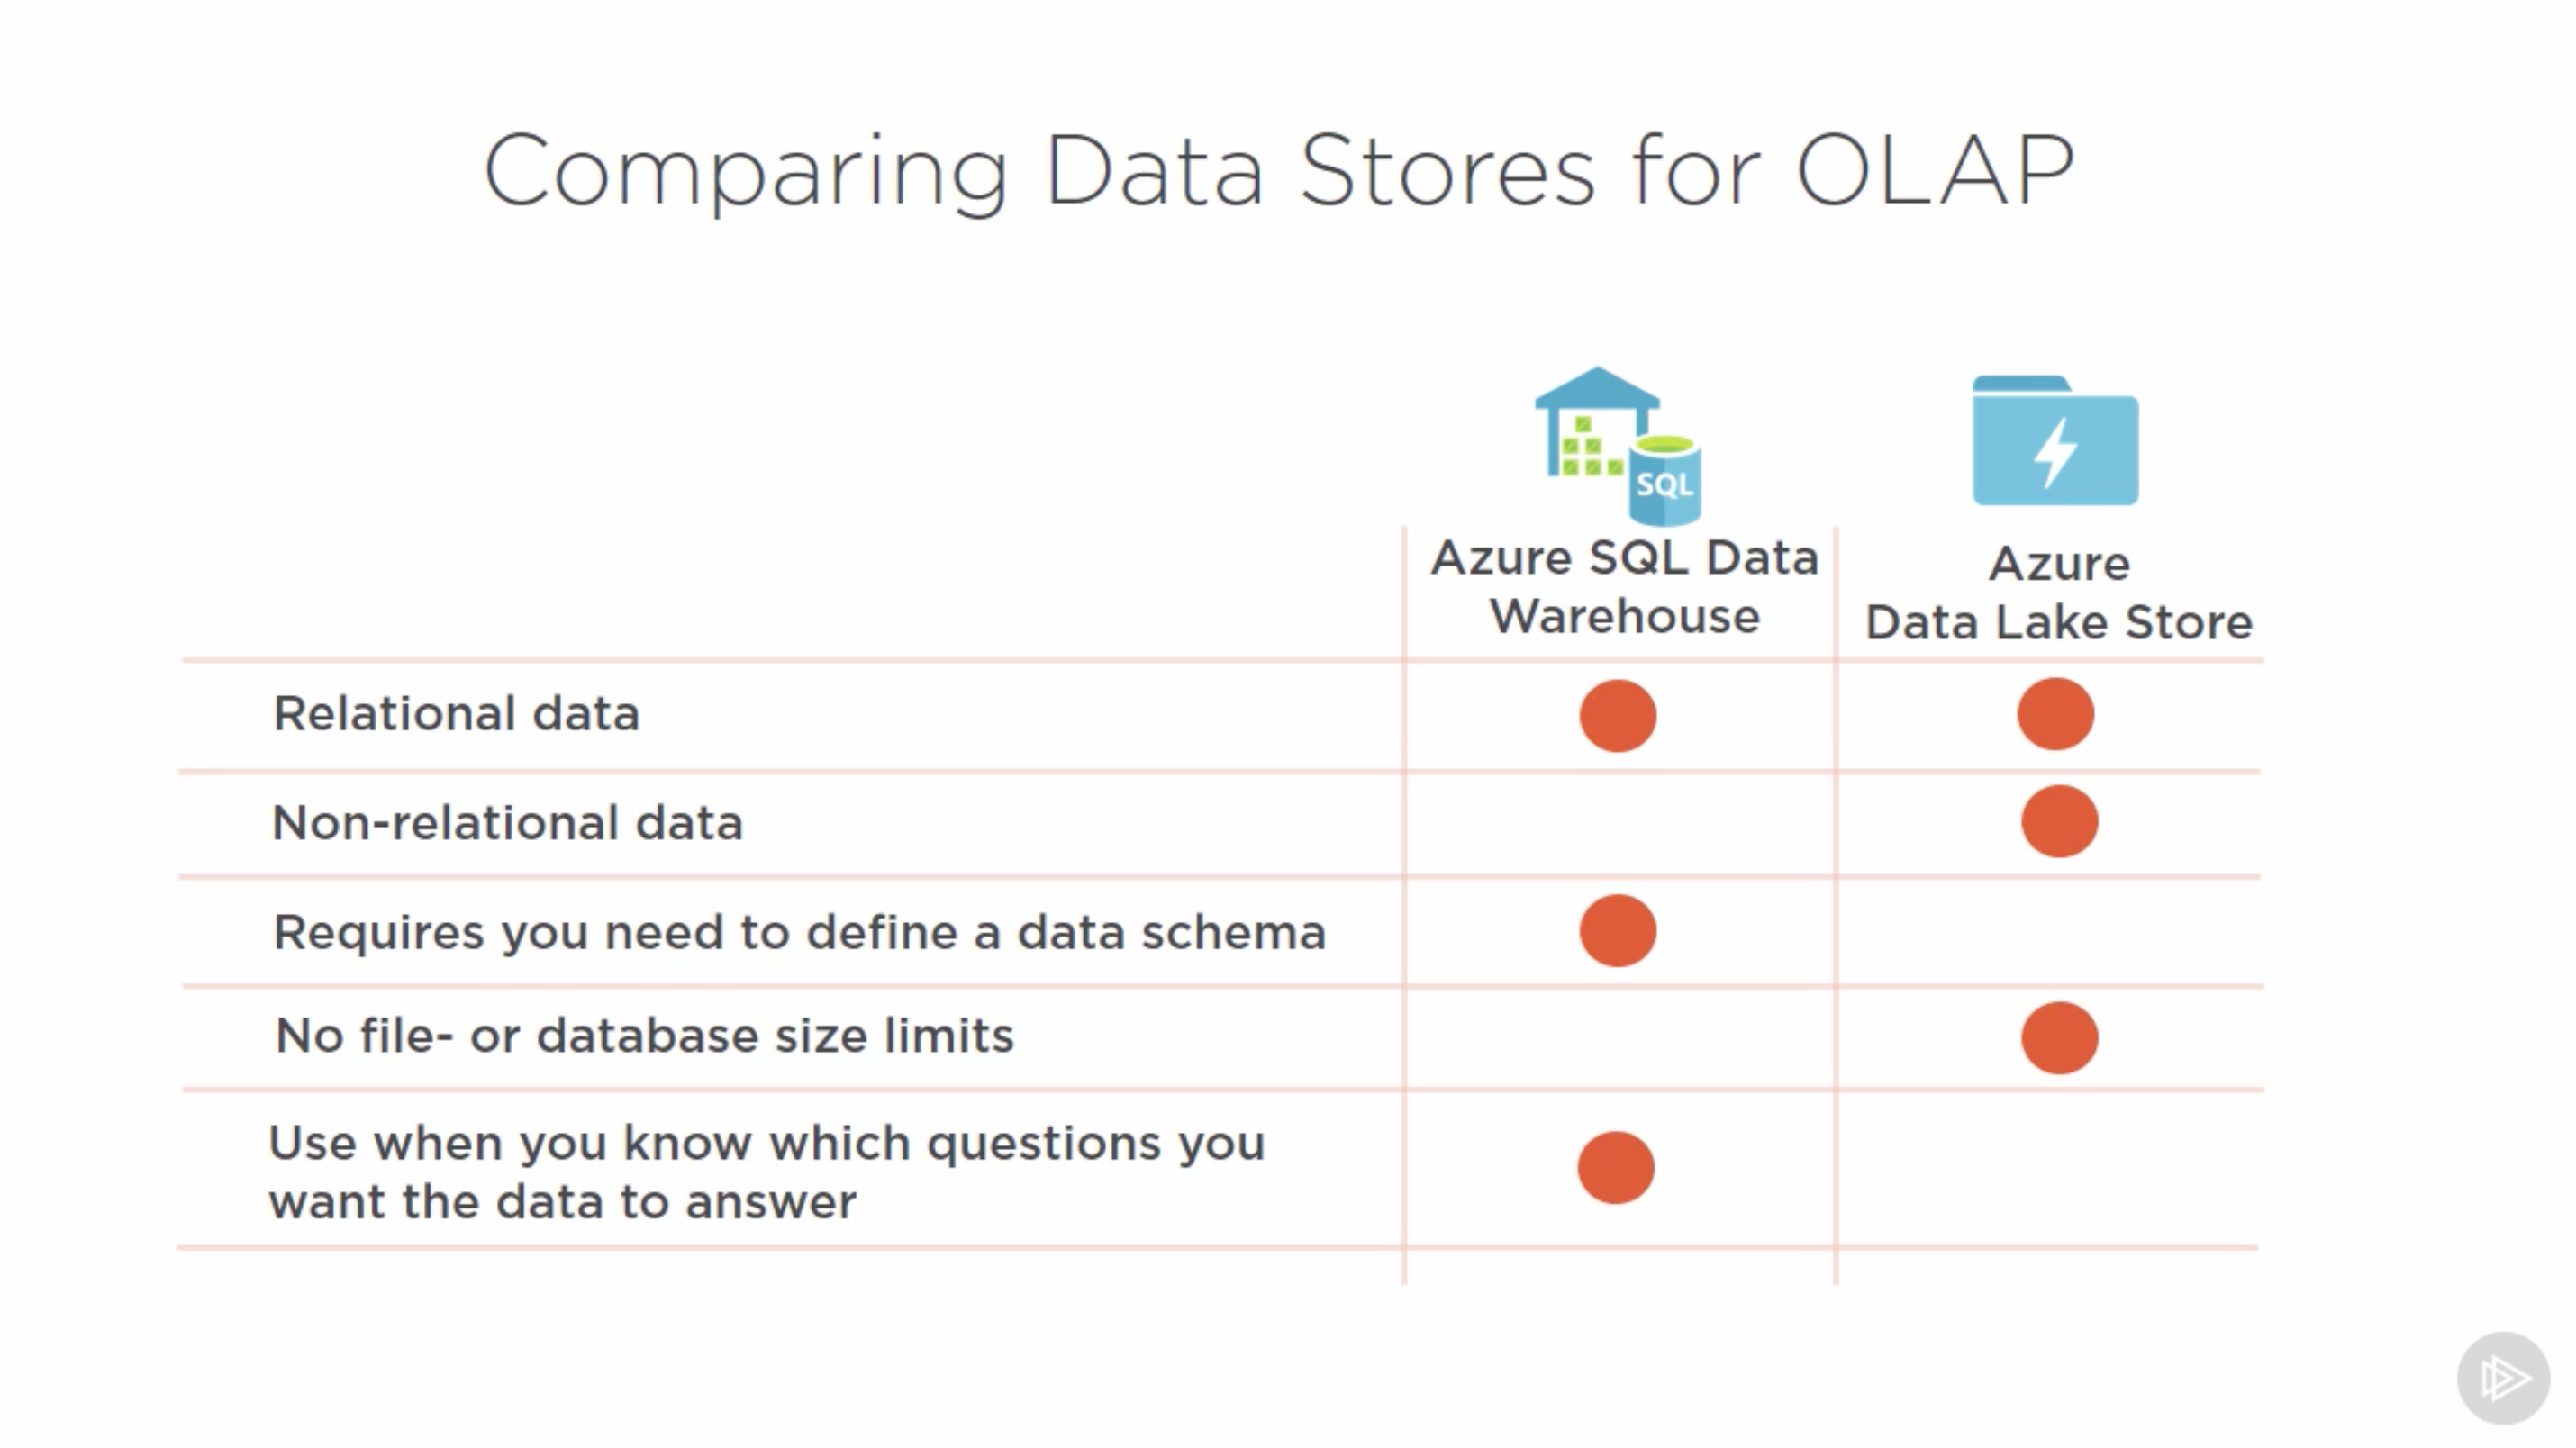 Comparing Data Stores for OLAP
SQL
Azure SQL Data
Warehouse
Azure
Data Lake Store
Relational data
Non-relational data
Requires you need to define a data schema
No file- or database size limits
Use when you know which questions you
want the data to answer